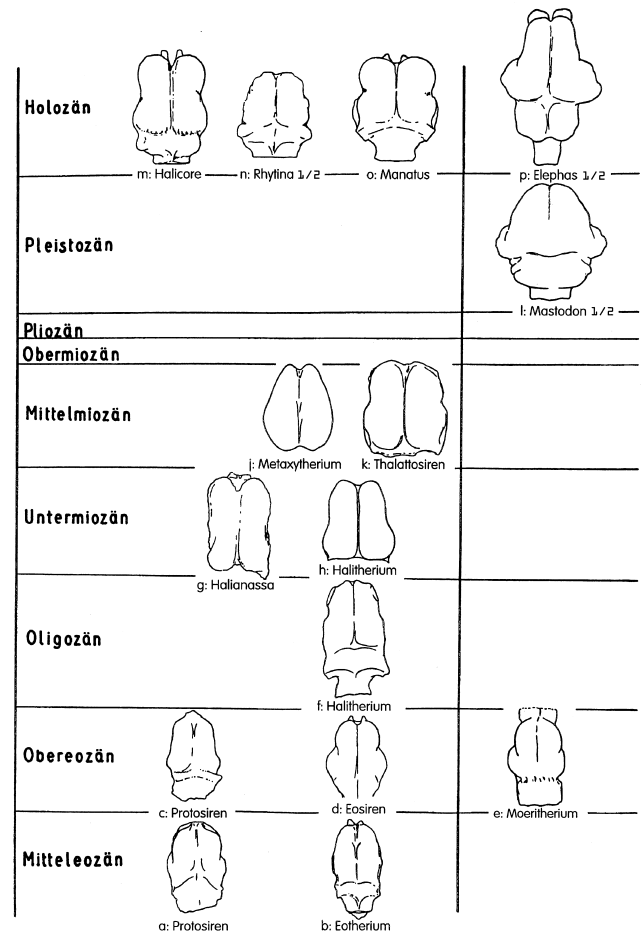 Holozän
m: Halicore
n: Rhytina 1/2
o: Manatus
p: Elephas 1/2
Pleistozän
l: Mastodon 1/2
Pliozän
Obermiozän
Mittelmiozän
j: Metaxytherium
k: Thalattosiren
Untermiozän
g: Halianassa
h: Halitherium
Oligozän
f: Halitherium
Obereozän
c: Protosiren
d: Eosiren
e: Moeritherium
Mitteleozän
a: Protosiren
b: Eotherium